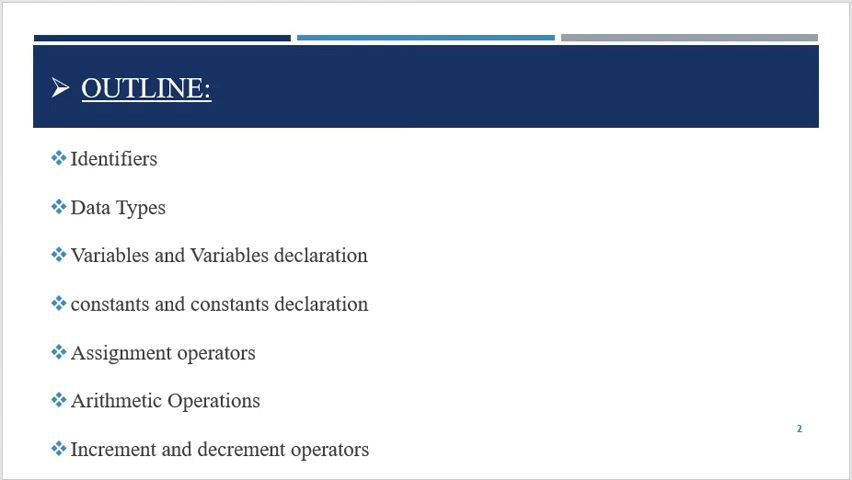 OUTLINE:
Identifiers
Data Types
Variables and Variables declaration
constants and constants declaration
Assignment operators
Arithmetic Operations
2
Increment and decrement operators